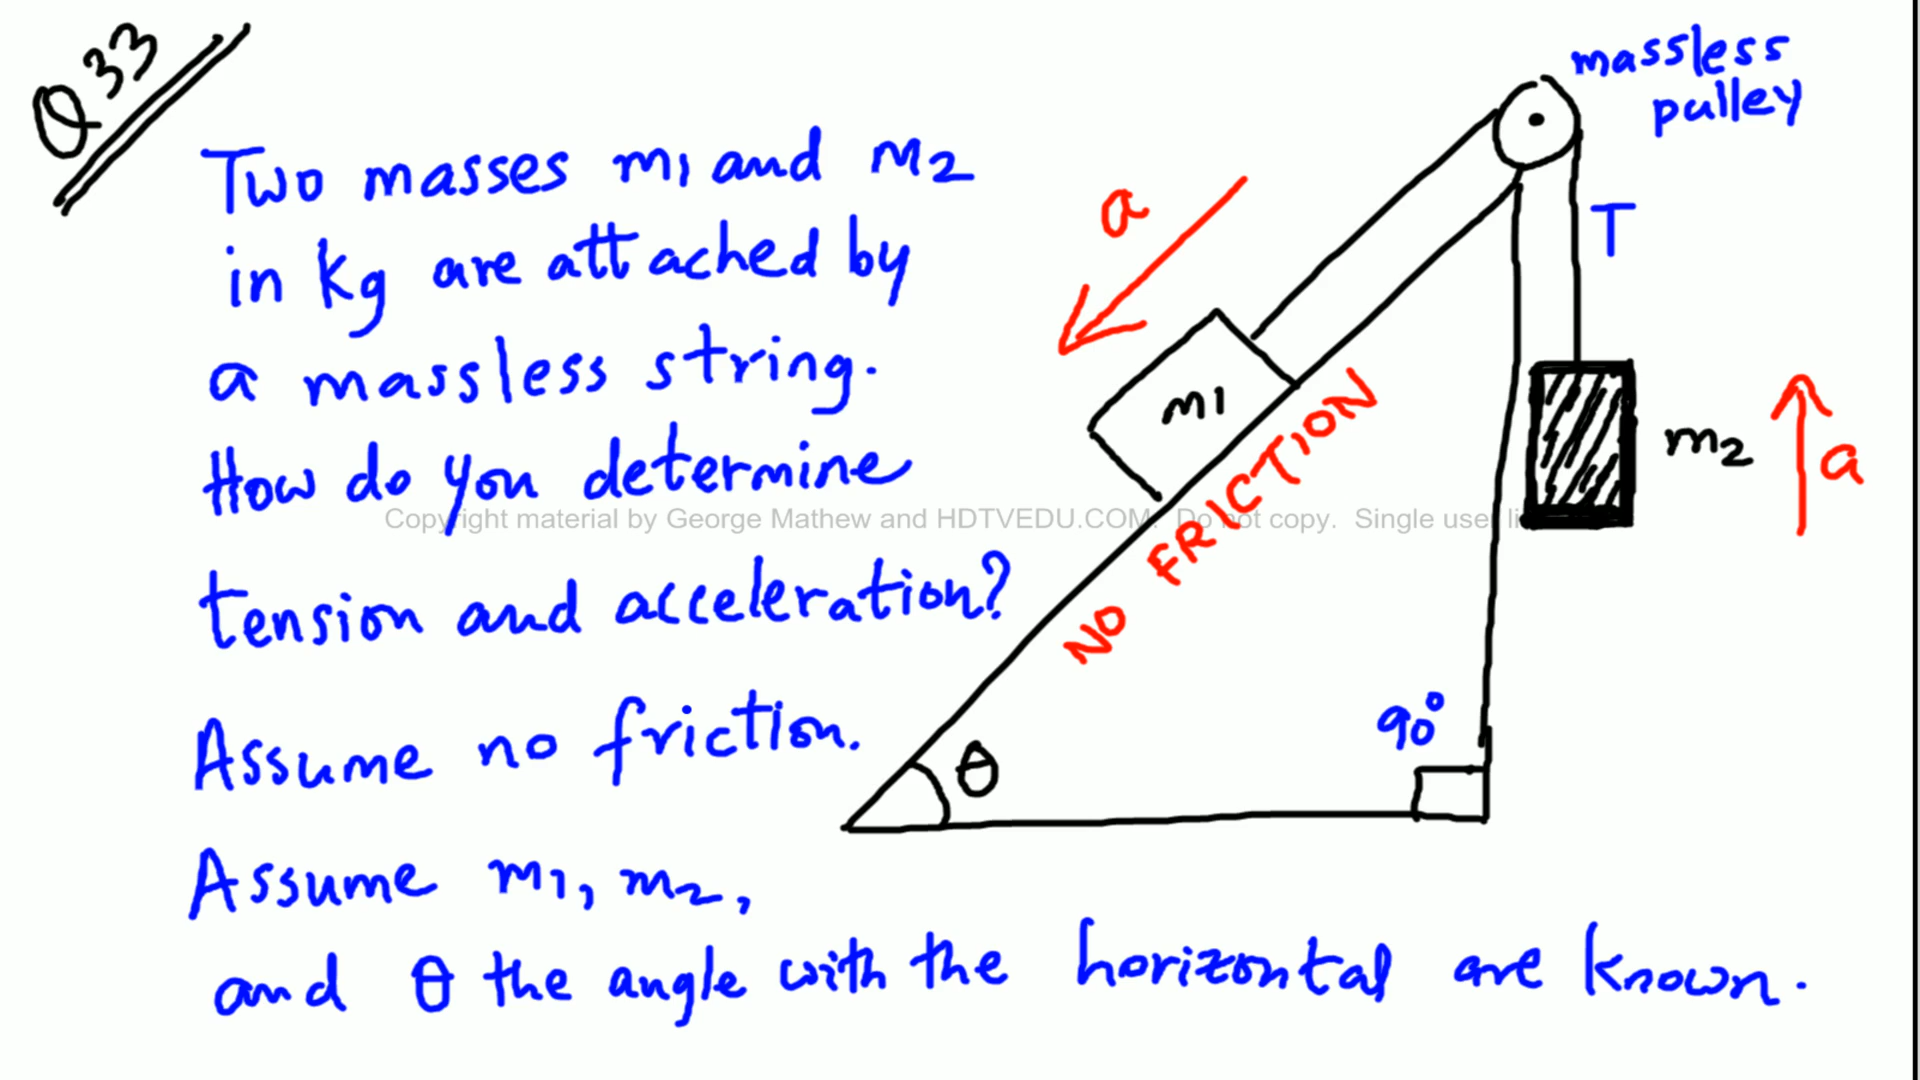 Q 33
Two masses m1 and m2
in kg are attached by
a massless string.
How do you determine
tension and acceleration?
Assume no friction.
Assume m1, m2,
and θ the angle with the horizontal are known.
massless
pulley
a
T
m1
m2
a
NO FRICTION
90°
θ
Copyright material by George Mathew and HDTVEDU.COM. Do not copy. Single user li